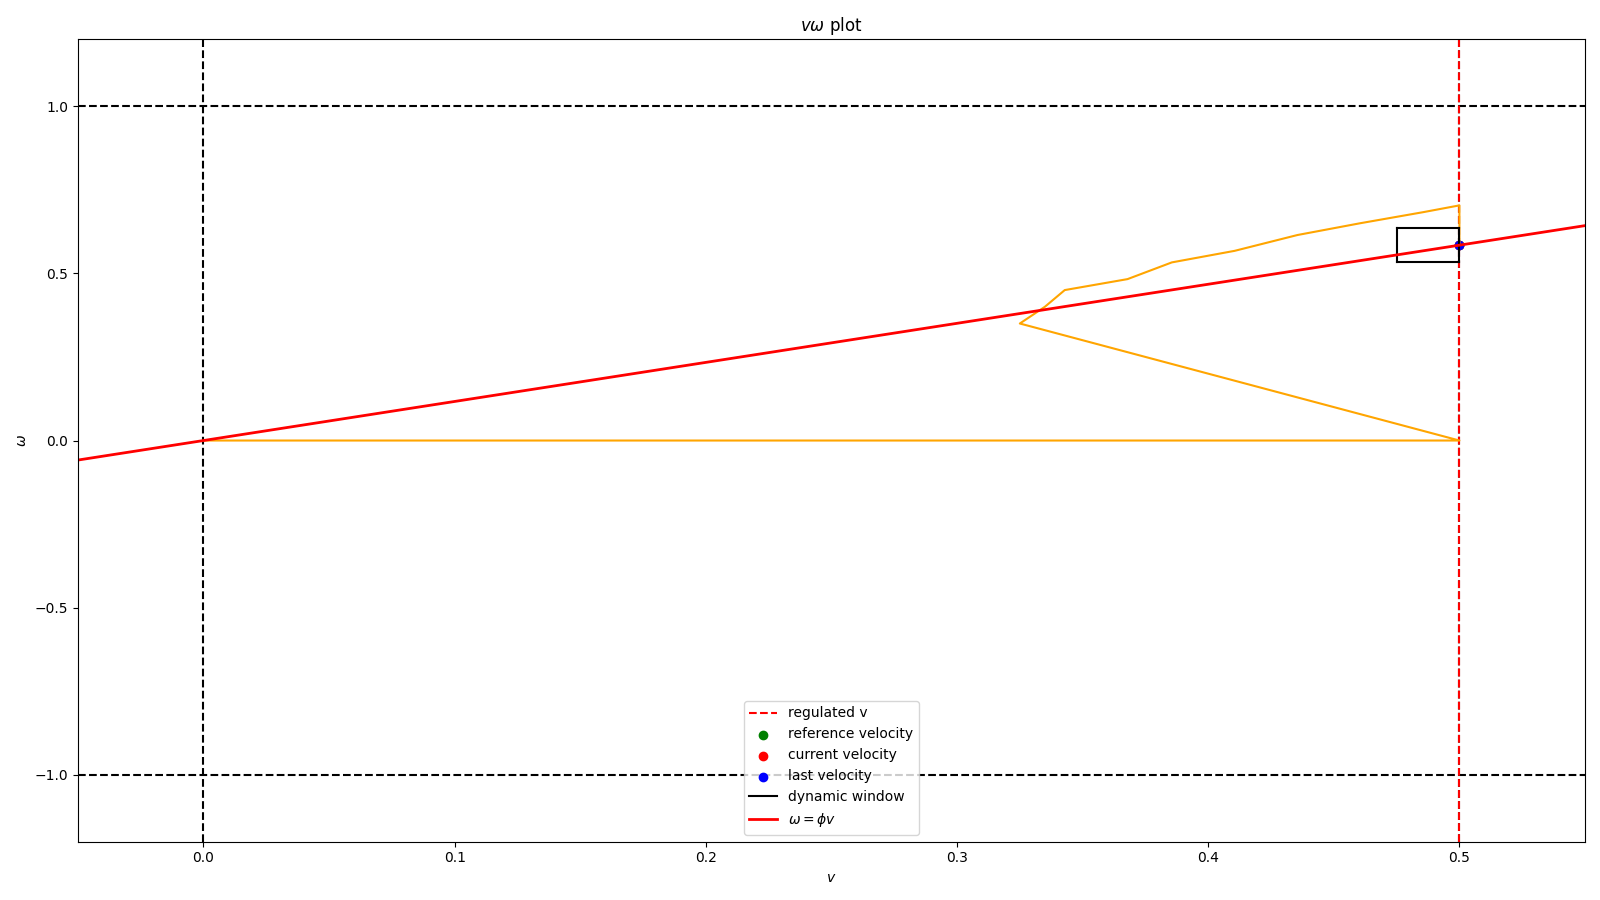 vω plot
1.0
0.5
0.0
−0.5
−1.0
ω
regulated v
reference velocity
current velocity
last velocity
dynamic window
ω = ϕv
0.0 0.1 0.2 0.3 0.4 0.5
v